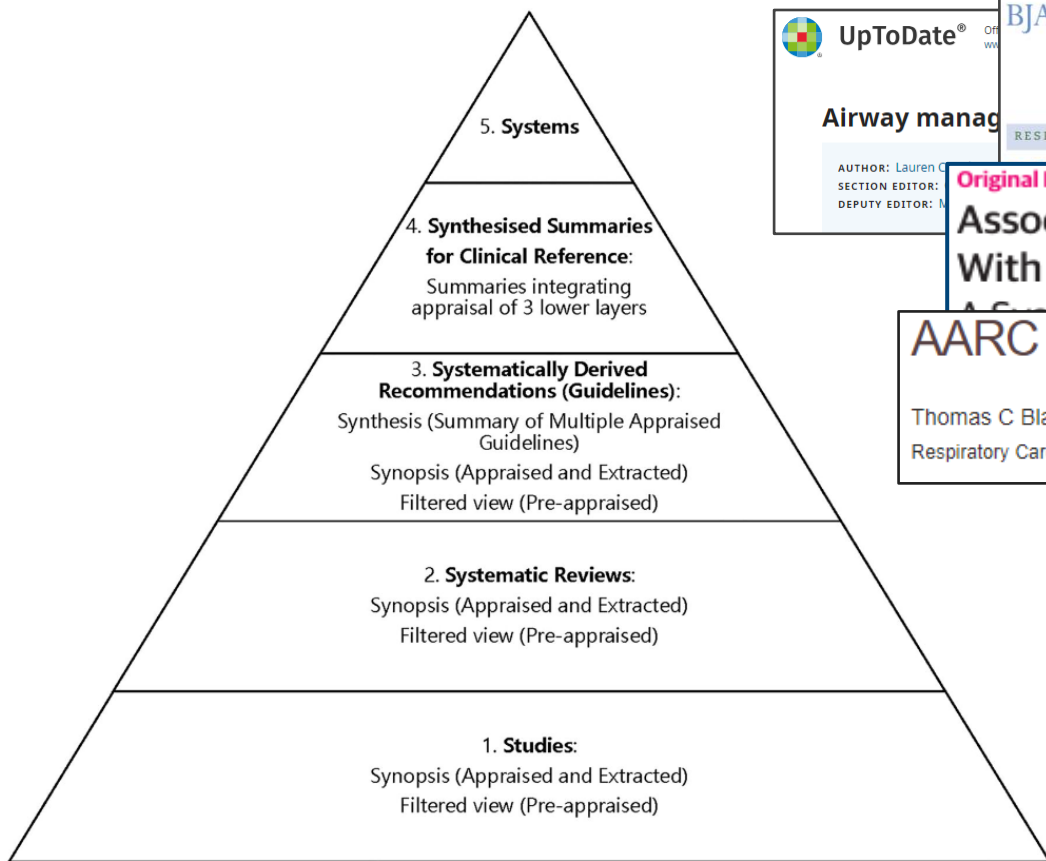 5. Systems
4. Synthesised Summaries
for Clinical Reference:
Summaries integrating
appraisal of 3 lower layers
3. Systematically Derived
Recommendations (Guidelines):
Synthesis (Summary of Multiple Appraised
Guidelines)
Synopsis (Appraised and Extracted)
Filtered view (Pre-appraised)
2. Systematic Reviews:
Synopsis (Appraised and Extracted)
Filtered view (Pre-appraised)
1. Studies:
Synopsis (Appraised and Extracted)
Filtered view (Pre-appraised)
UpToDate®
Airway manag
AUTHOR: Lauren C
SECTION EDITOR:
DEPUTY EDITOR: M
BJA
RESI
Original
Asso
With
AARC
Thomas C Bla
Respiratory Car